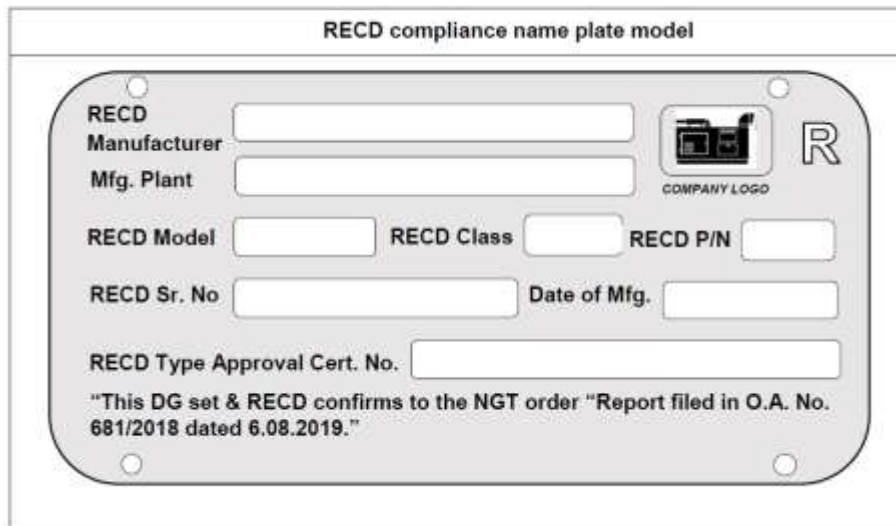 RECD compliance name plate model
RECD
Manufacturer
Mfg. Plant
COMPANY LOGO
R
RECD Model
RECD Class
RECD P/N
RECD Sr. No
Date of Mfg.
RECD Type Approval Cert. No.
“This DG set & RECD confirms to the NGT order “Report filed in O.A. No.
681/2018 dated 6.08.2019.”